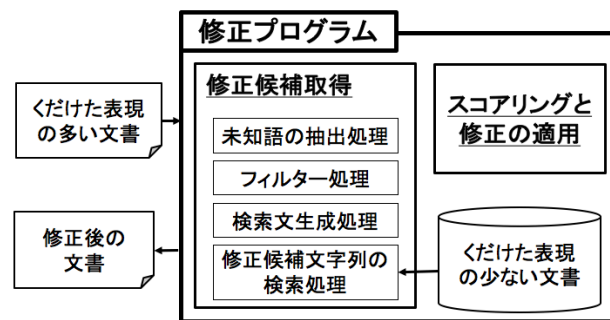 修正プログラム
くだけた表現
の多い文書
修正後の
文書
修正候補取得
未知語の抽出処理
フィルター処理
検索文生成処理
修正候補文字列の
検索処理
スコアリングと
修正の適用
くだけた表現
の少ない文書